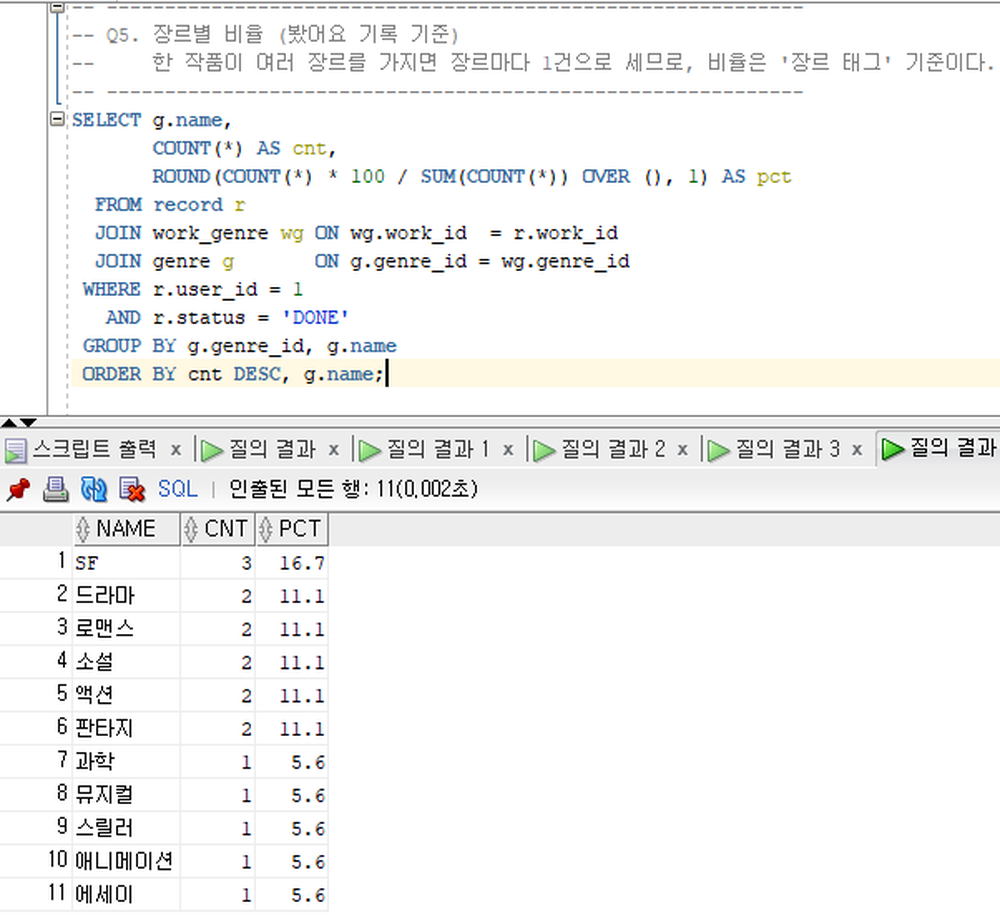 -- ------------------------------------------------------------
-- Q5. 장르별 비율 (봤어요 기록 기준)
--     한 작품이 여러 장르를 가지면 장르마다 1건으로 세므로, 비율은 '장르 태그' 기준이다.
-- ------------------------------------------------------------
SELECT g.name,
       COUNT(*) AS cnt,
       ROUND(COUNT(*) * 100 / SUM(COUNT(*)) OVER (), 1) AS pct
  FROM record r
  JOIN work_genre wg ON wg.work_id  = r.work_id
  JOIN genre g       ON g.genre_id = wg.genre_id
 WHERE r.user_id = 1
   AND r.status = 'DONE'
 GROUP BY g.genre_id, g.name
 ORDER BY cnt DESC, g.name;
스크립트 출력 x 질의 결과 x 질의 결과 1 x 질의 결과 2 x 질의 결과 3 x 질의 결과
SQL | 인출된 모든 행: 11(0,002초)
NAME CNT PCT
1 SF 3 16.7
2 드라마 2 11.1
3 로맨스 2 11.1
4 소설 2 11.1
5 액션 2 11.1
6 판타지 2 11.1
7 과학 1 5.6
8 뮤지컬 1 5.6
9 스릴러 1 5.6
10 애니메이션 1 5.6
11 에세이 1 5.6